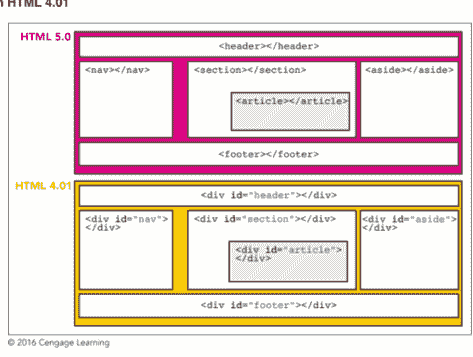 HTML 4.01
HTML 5.0
<header></header>
<nav></nav>
<section></section>
<aside></aside>
<article></article>
<footer></footer>
HTML 4.01
<div id="header"></div>
<div id="nav">
</div>
<div id="section"></div>
<div id="aside">
</div>
<div id="article">
</div>
<div id="footer"></div>
© 2016 Cengage Learning